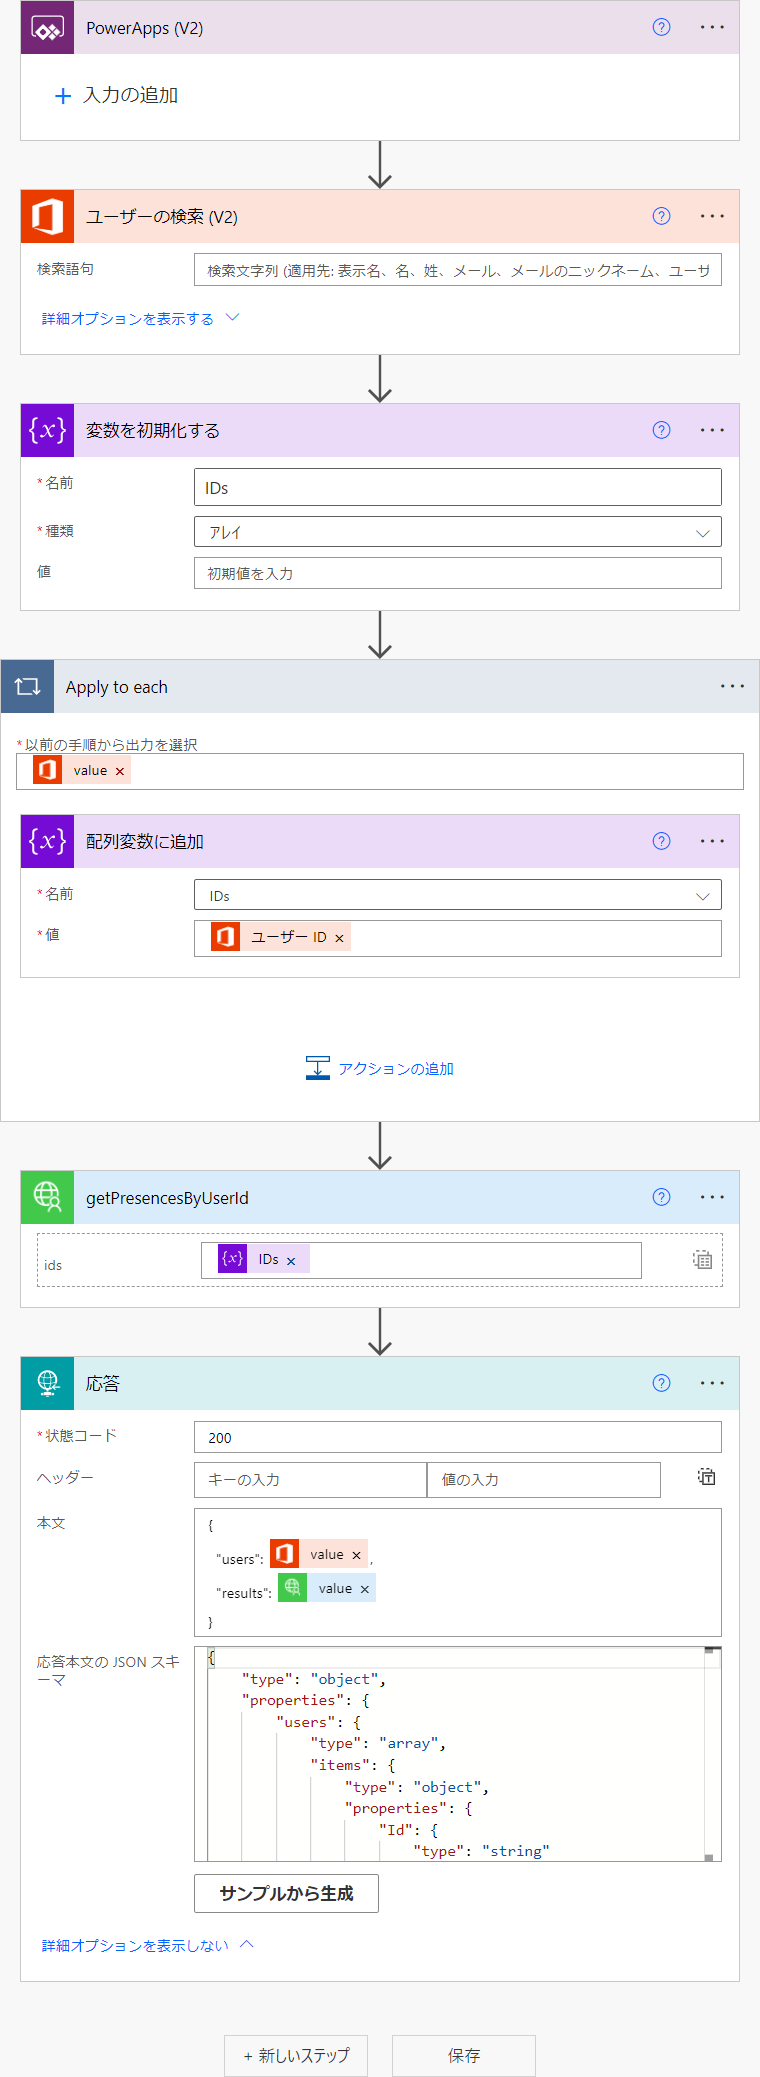 PowerApps (V2)
入力の追加
ユーザーの検索 (V2)
検索語句
検索文字列 (適用先: 表示名、名、姓、メール、メールのニックネーム、ユーザ
詳細オプションを表示する
変数を初期化する
* 名前
IDs
* 種類
アレイ
値
初期値を入力
Apply to each
* 以前の手順から出力を選択
value ×
{x} 配列変数に追加
* 名前
IDs
* 値
ユーザー ID ×
アクションの追加
getPresencesByUserId
ids
{x} IDs ×
応答
* 状態コード
200
ヘッダー
キーの入力
値の入力
本文
{
"users": value × ,
"results": value ×
}
応答本文の JSON スキーマ
{
"type": "object",
"properties": {
"users": {
"type": "array",
"items": {
"type": "object",
"properties": {
"Id": {
"type": "string"
サンプルから生成
詳細オプションを表示しない
+ 新しいステップ
保存